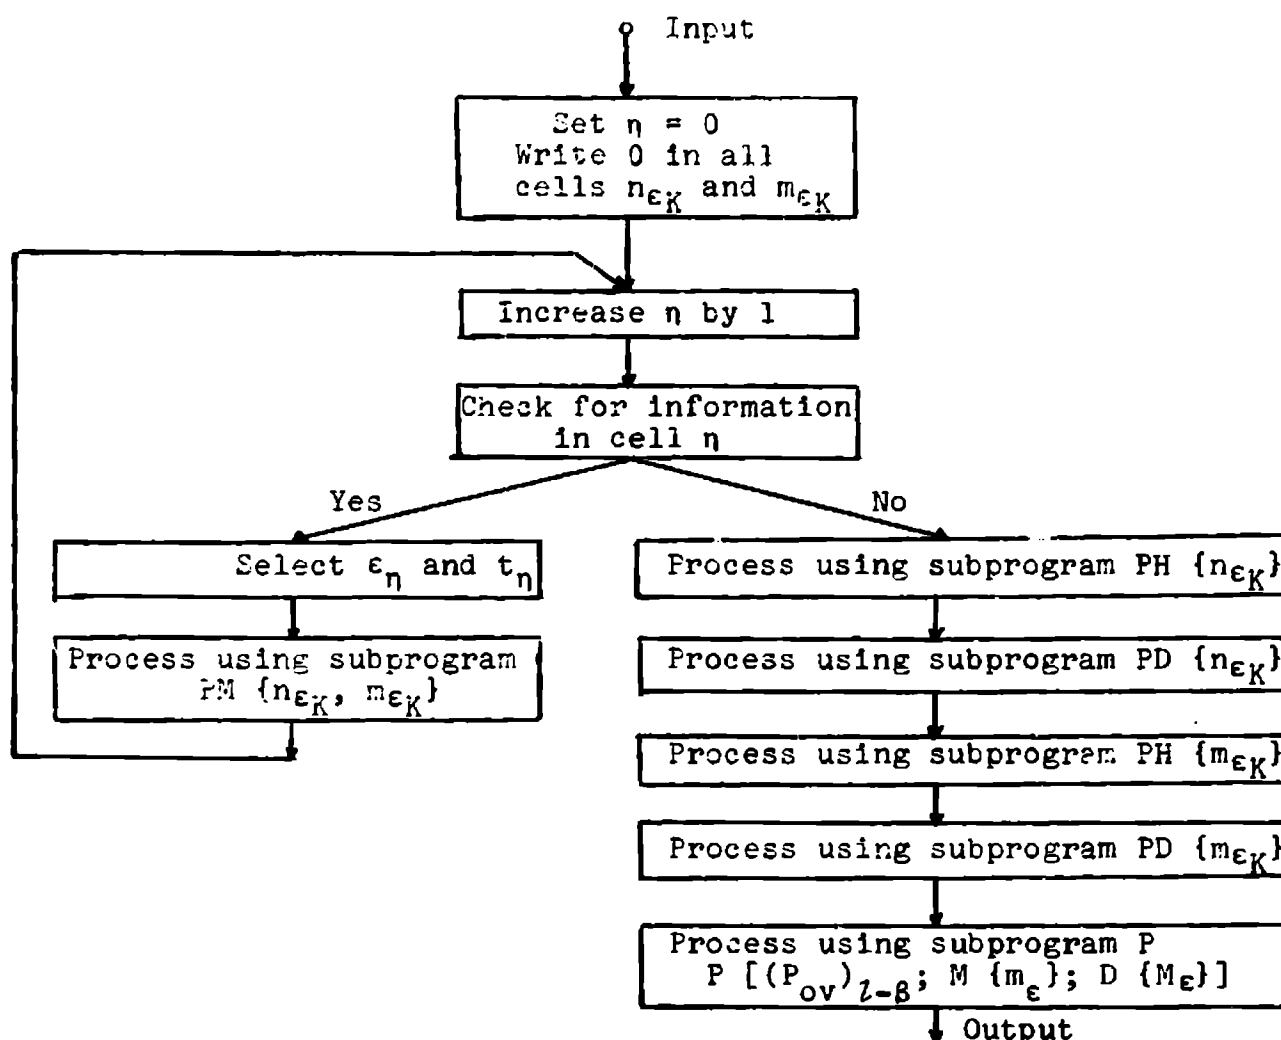 Input
Set η = 0
Write 0 in all
cells n_εK and m_εK
Increase η by 1
Check for information
in cell η
Yes
No
Select ε_η and t_η
Process using subprogram
PM {n_εK, m_εK}
Process using subprogram PH {n_εK}
Process using subprogram PD {n_εK}
Process using subprogram PH {m_εK}
Process using subprogram PD {m_εK}
Process using subprogram P
P [(P_ov)_l-β; M {m_ε}; D {M_ε}]
Output